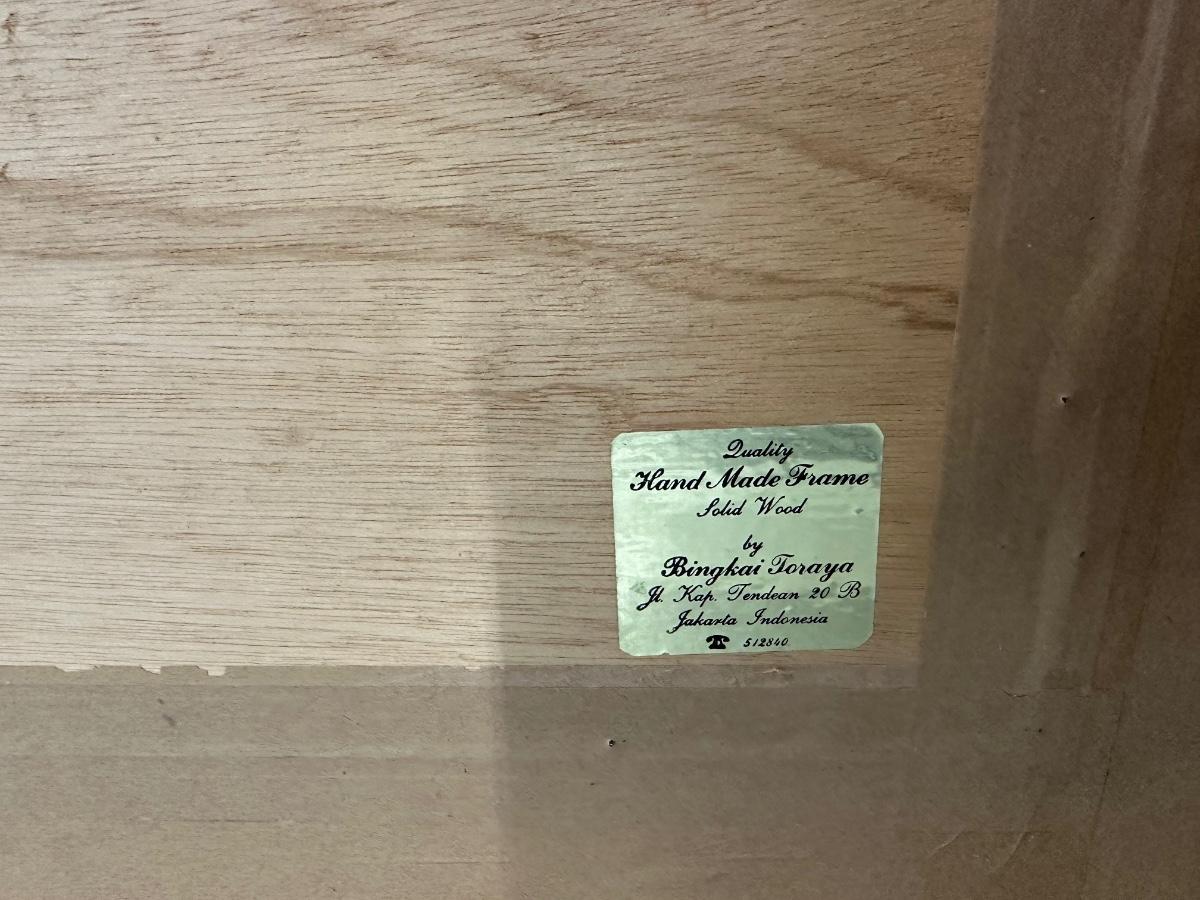 Quality
Hand Made Frame
Solid Wood
by
Bingkai Toraya
Jl. Kap. Tendean 20 B
Jakarta Indonesia
☎ 512840